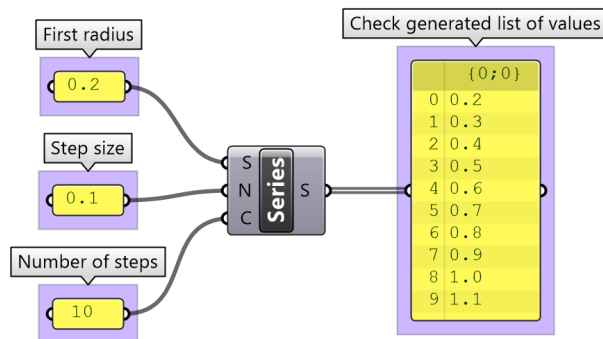 First radius
0.2
Step size
0.1
Number of steps
10
S
N
C
Series
S
Check generated list of values
{0;0}
0 0.2
1 0.3
2 0.4
3 0.5
4 0.6
5 0.7
6 0.8
7 0.9
8 1.0
9 1.1